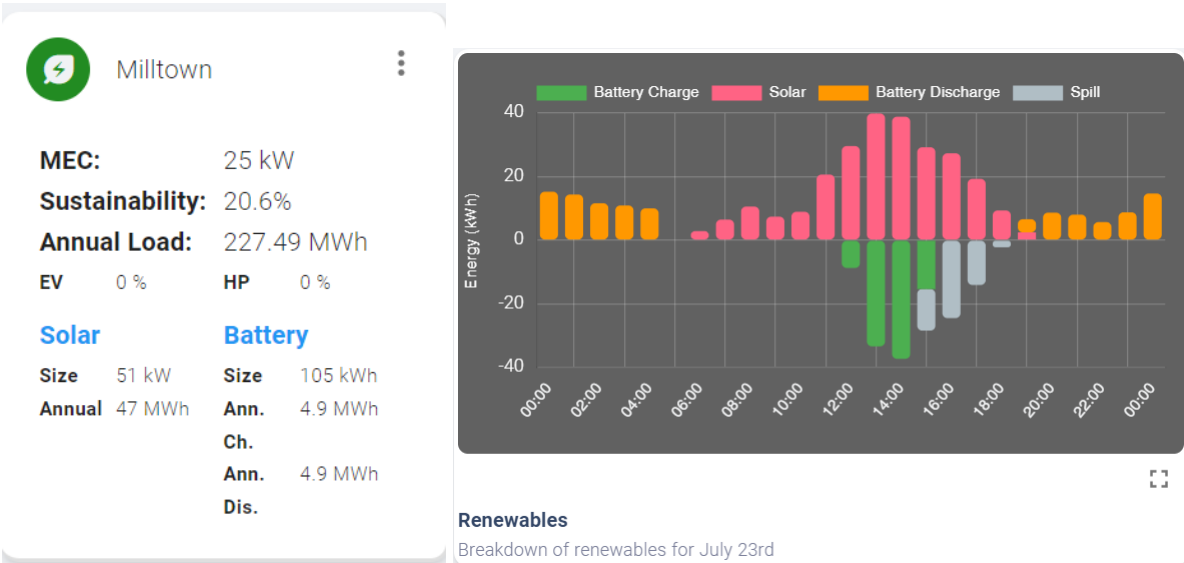 Milltown
MEC: 25 kW
Sustainability: 20.6%
Annual Load: 227.49 MWh
EV 0 % HP 0 %
Solar Battery
Size 51 kW Size 105 kWh
Annual 47 MWh Ann. 4.9 MWh
Ch.
Ann. 4.9 MWh
Dis.
Battery Charge Solar Battery Discharge Spill
Energy (kWh)
40
20
0
-20
-40
00:00 02:00 04:00 06:00 08:00 10:00 12:00 14:00 16:00 18:00 20:00 22:00 00:00
Renewables
Breakdown of renewables for July 23rd